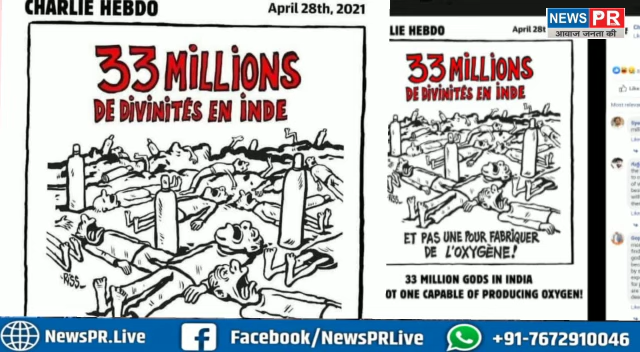 CHARLIE HEBDO
April 28th, 2021
33 MILLIONS
DE DIVINITÉS EN INDE
RISS
LIE HEBDO
April 28t
33 MILLIONS
DE DIVINITÉS EN INDE
ET PAS UNE POUR FABRIQUER
DE L'OXYGÈNE!
33 MILLION GODS IN INDIA
OT ONE CAPABLE OF PRODUCING OXYGEN!
NEWS PR
आवाज जनता की
NewsPR.Live
Facebook/NewsPRLive
+91-7672910046